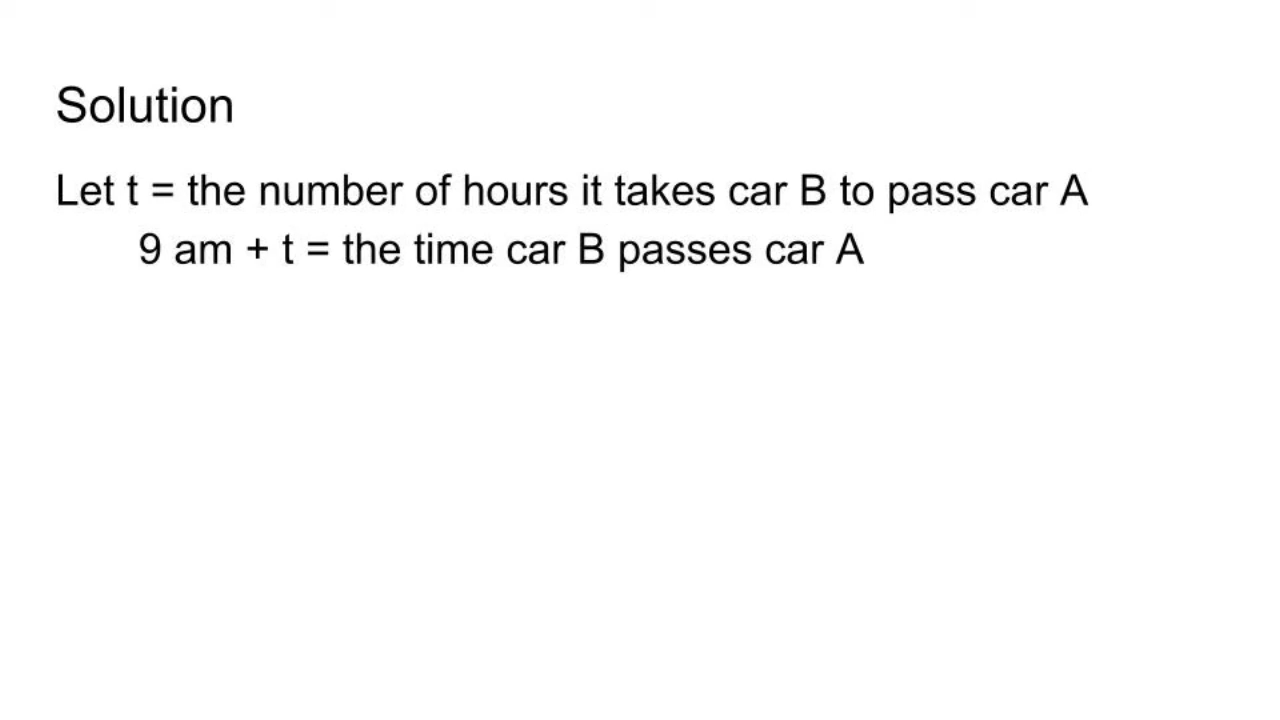 Solution
Let t = the number of hours it takes car B to pass car A
9 am + t = the time car B passes car A